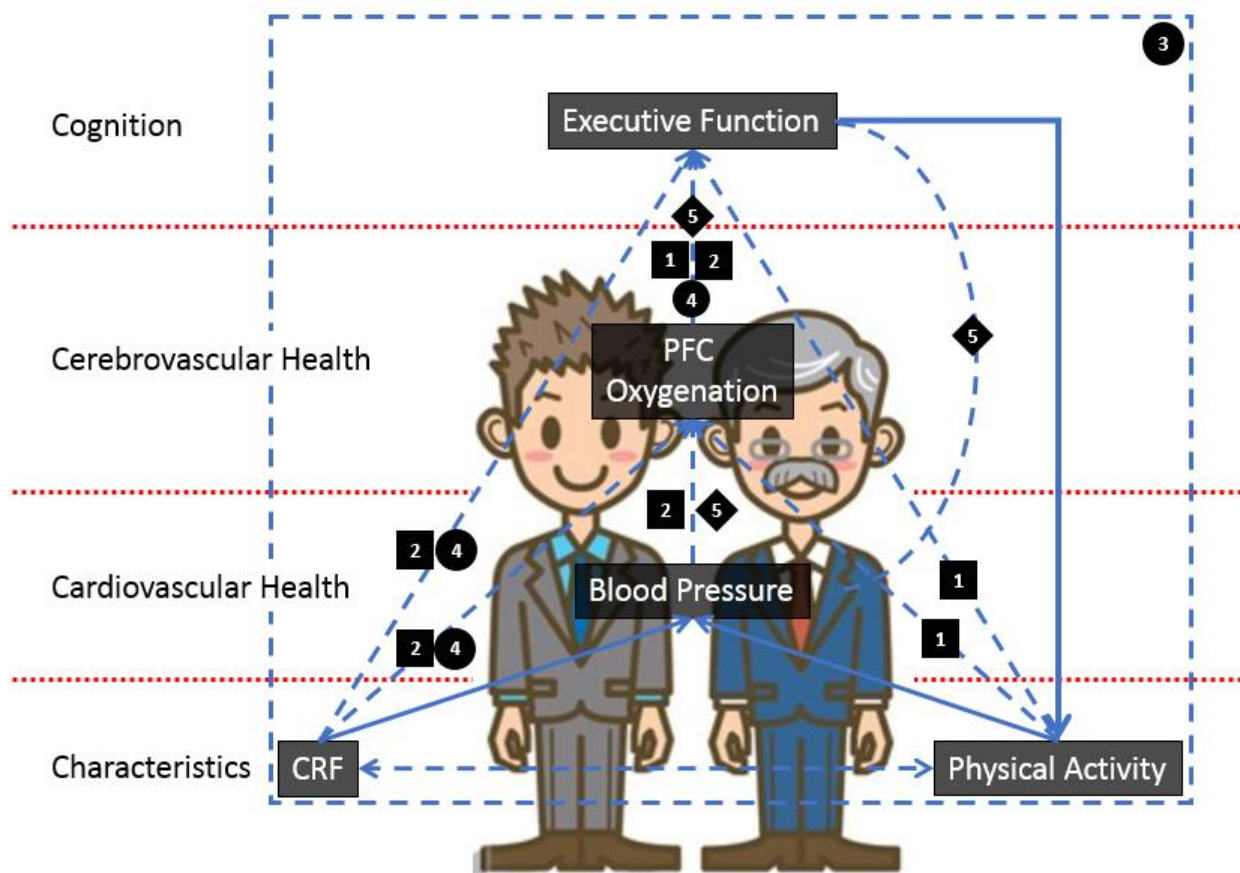 3
Cognition
Executive Function
5
1 2
4
5
Cerebrovascular Health
PFC
Oxygenation
2 5
2 4
Cardiovascular Health
Blood Pressure
1
2 4
1
Characteristics
CRF
Physical Activity